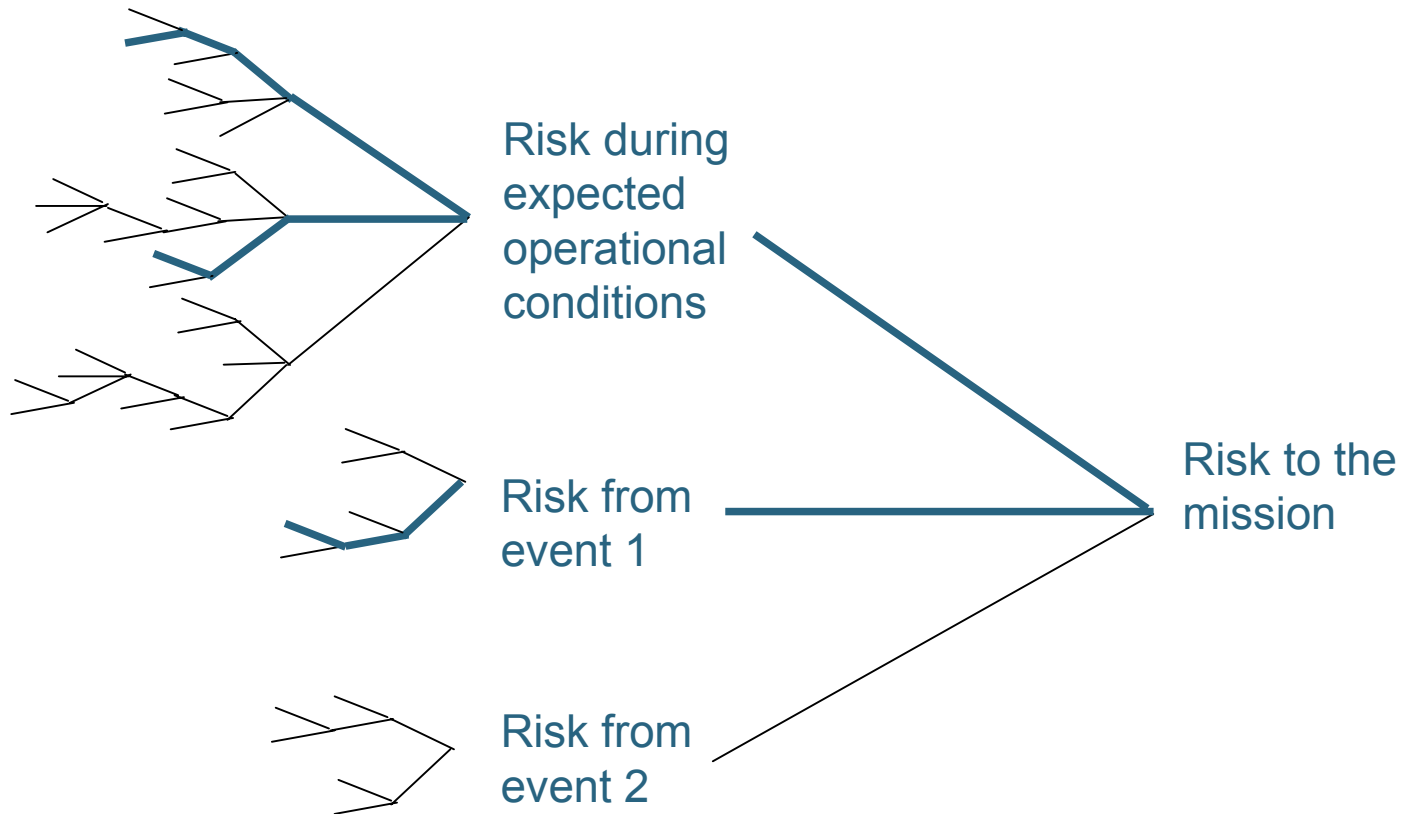 Risk during
expected
operational
conditions
Risk to the
mission
Risk from
event 1
Risk from
event 2